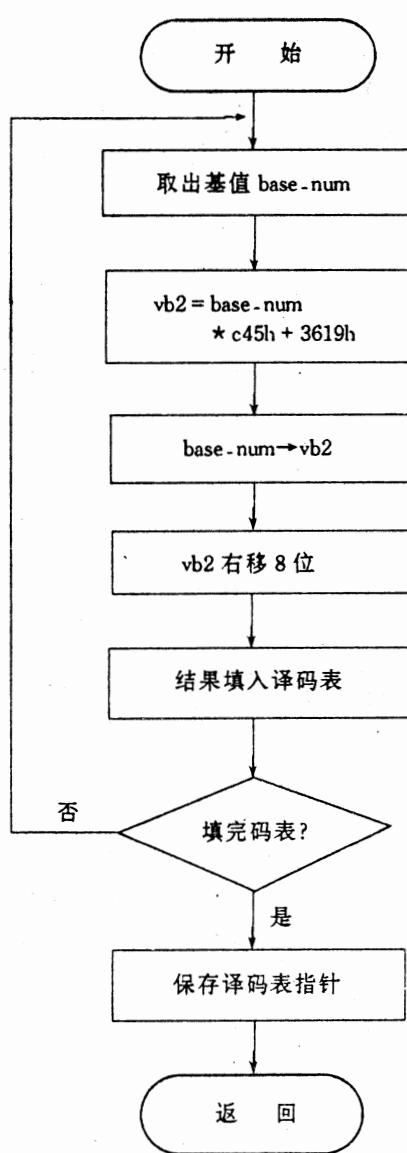 开 始
取出基值 base-num
vb2 = base-num
* c45h + 3619h
base-num→vb2
vb2 右移 8 位
结果填入译码表
填完码表?
否
是
保存译码表指针
返 回